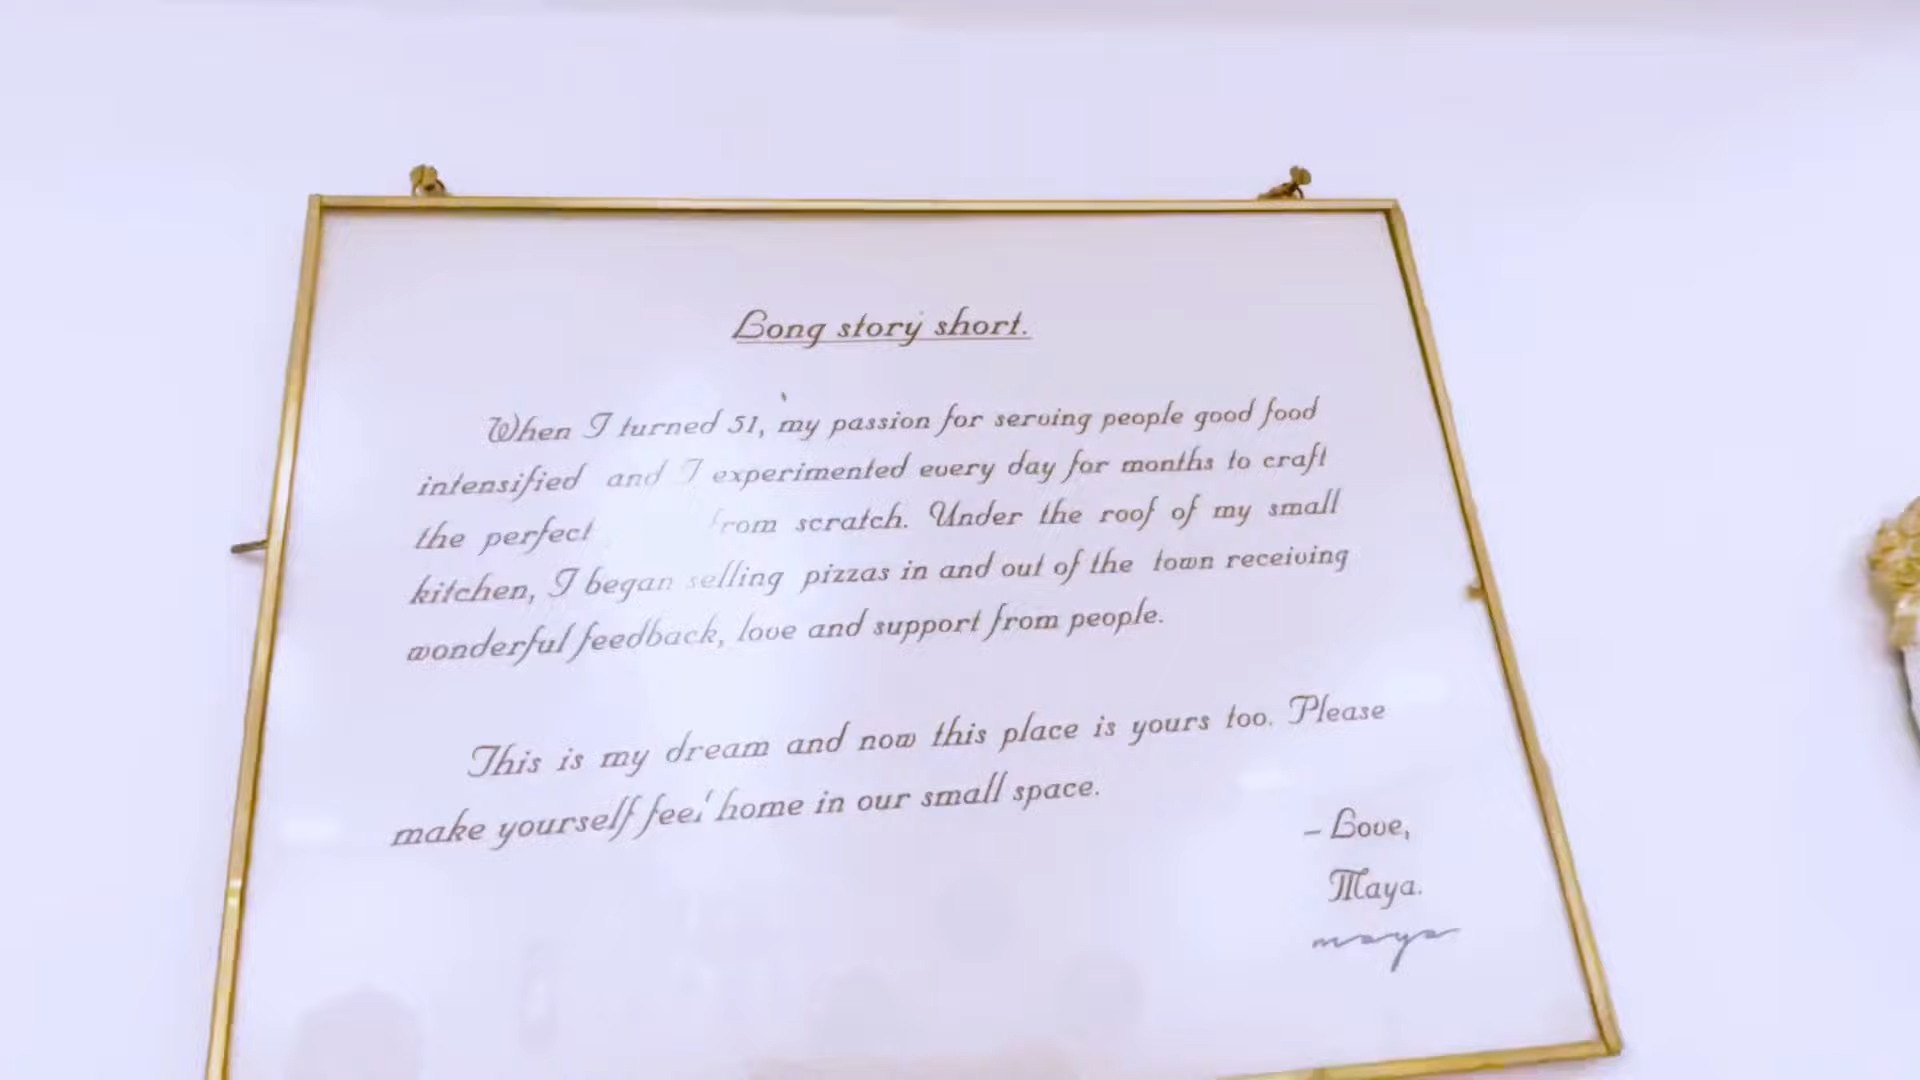 Long story short.
When I turned 51, my passion for serving people good food
intensified and I experimented every day for months to craft
the perfect from scratch. Under the roof of my small
kitchen, I began selling pizzas in and out of the town receiving
wonderful feedback, love and support from people.
This is my dream and now this place is yours too. Please
make yourself feel home in our small space.
- Love,
Maya.
maya